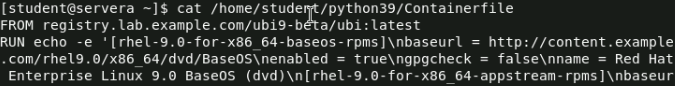 [student@servera ~]$ cat /home/student/python39/Containerfile
FROM registry.lab.example.com/ubi9-beta/ubi:latest
RUN echo -e '[rhel-9.0-for-x86_64-baseos-rpms]\nbaseurl = http://content.example
.com/rhel9.0/x86_64/dvd/BaseOS\nenabled = true\ngpgcheck = false\nname = Red Hat
 Enterprise Linux 9.0 BaseOS (dvd)\n[rhel-9.0-for-x86_64-appstream-rpms]\nbaseur